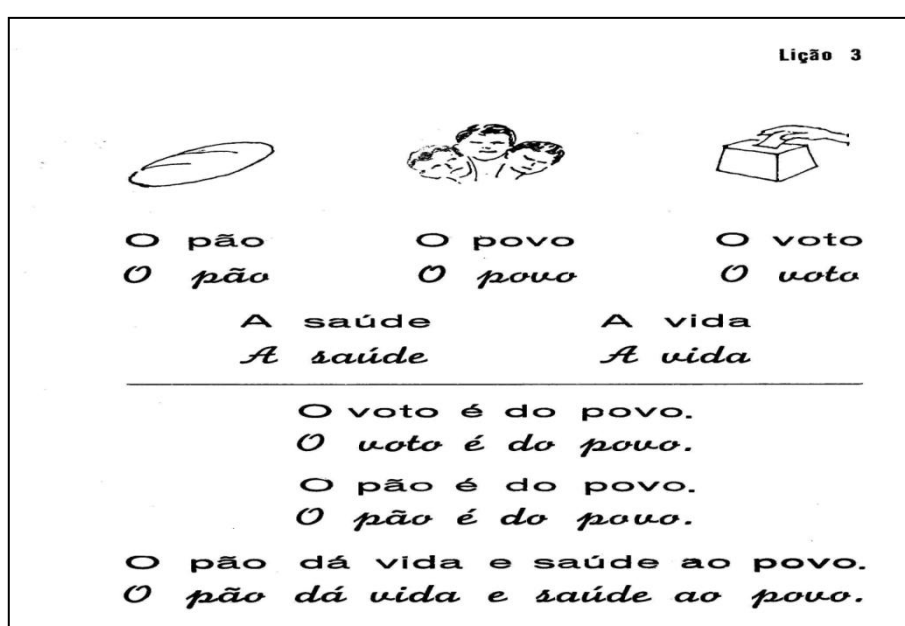 Lição 3
O pão O povo O voto
O pão O povo O voto
A saúde A vida
A saúde A vida
O voto é do povo.
O voto é do povo.
O pão é do povo.
O pão é do povo.
O pão dá vida e saúde ao povo.
O pão dá vida e saúde ao povo.